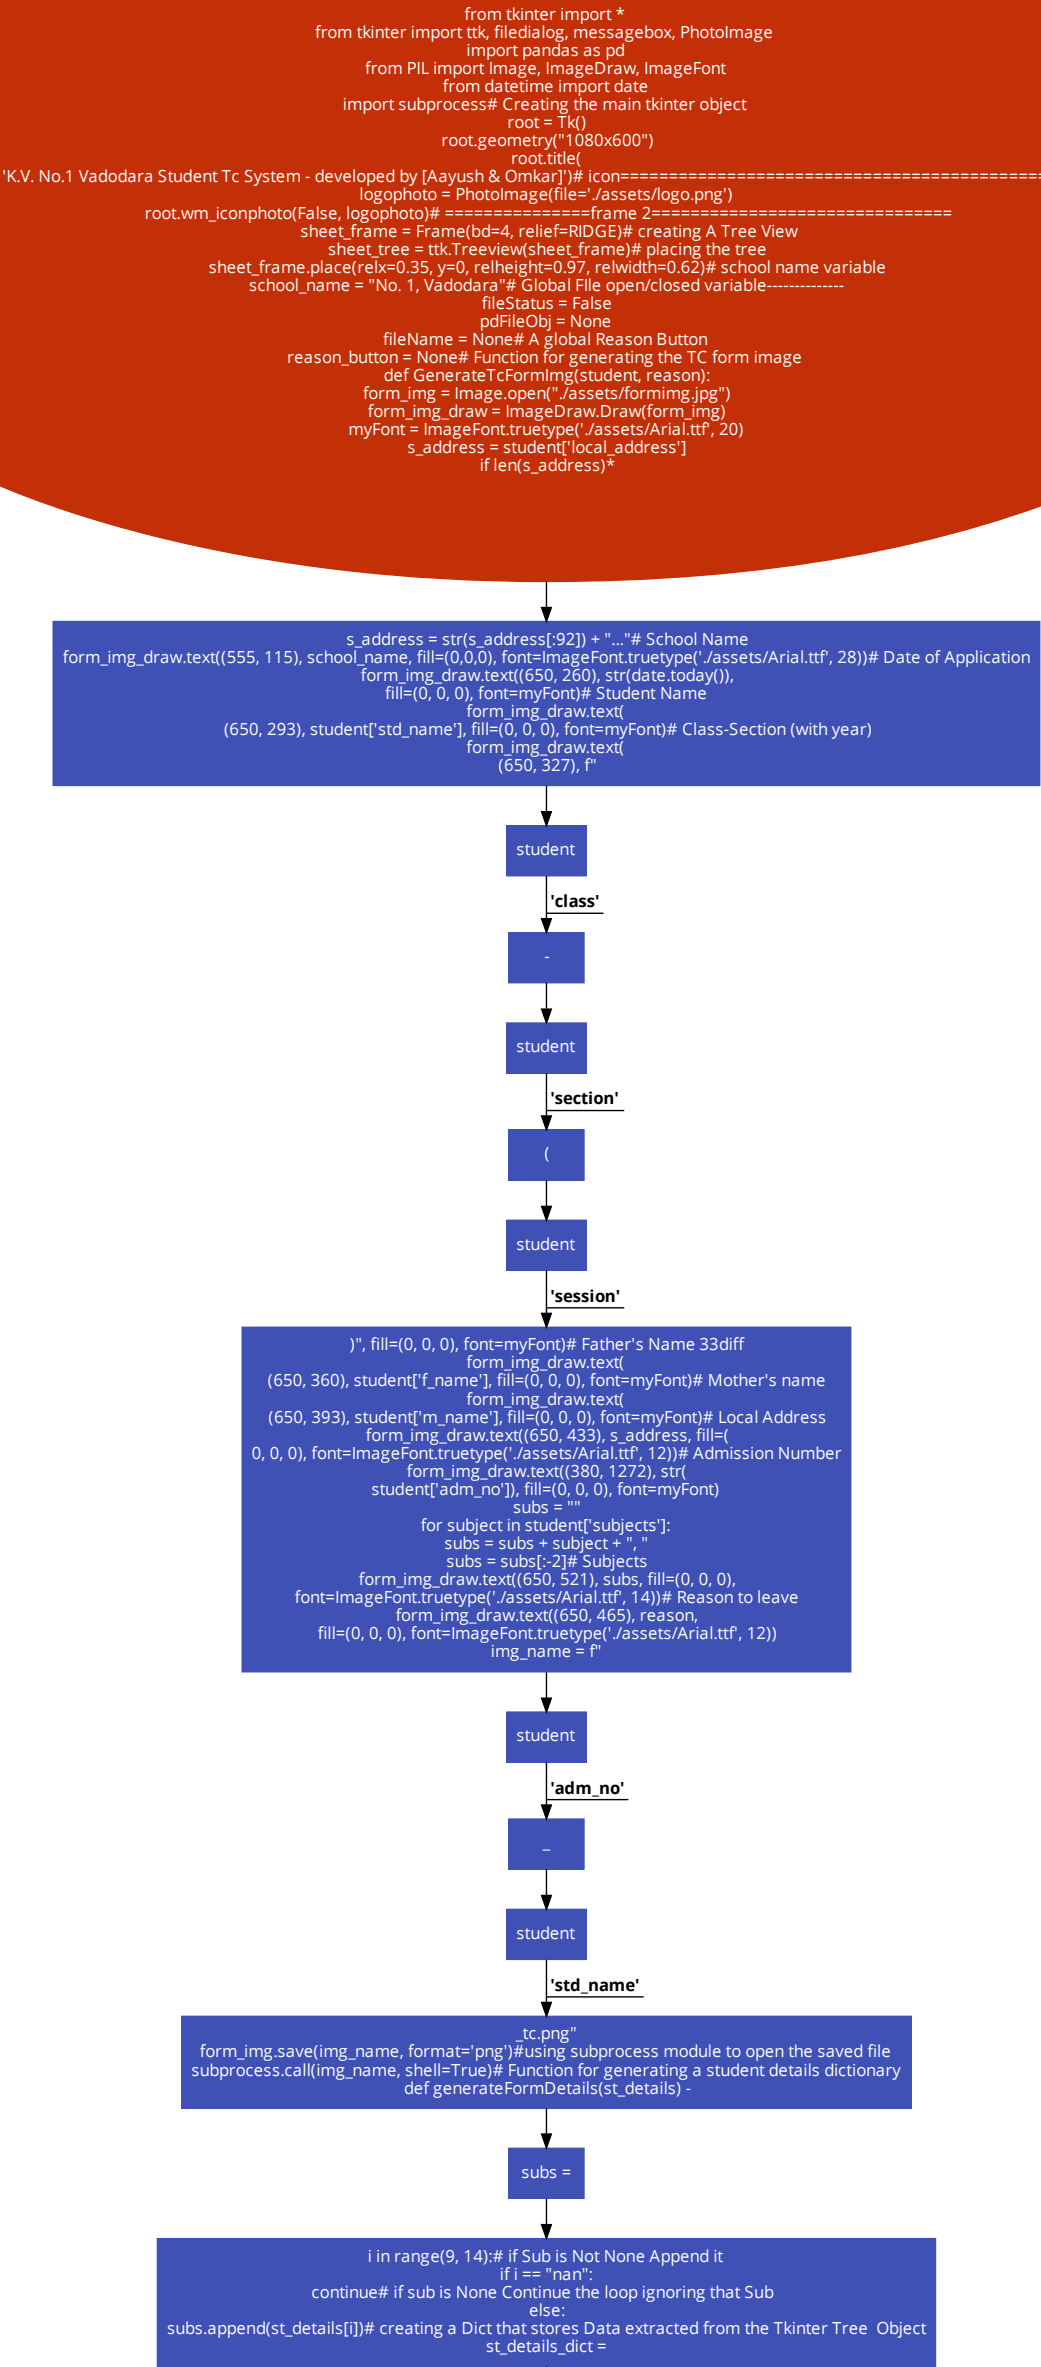 from tkinter import *
from tkinter import ttk, filedialog, messagebox, PhotoImage
import pandas as pd
from PIL import Image, ImageDraw, ImageFont
from datetime import date
import subprocess# Creating the main tkinter object
root = Tk()
root.geometry("1080x600")
root.title(
'K.V. No.1 Vadodara Student Tc System - developed by [Aayush & Omkar]')# icon============================================
logophoto = PhotoImage(file='./assets/logo.png')
root.wm_iconphoto(False, logophoto)# ===============frame 2===============================
sheet_frame = Frame(bd=4, relief=RIDGE)# creating A Tree View
sheet_tree = ttk.Treeview(sheet_frame)# placing the tree
sheet_frame.place(relx=0.35, y=0, relheight=0.97, relwidth=0.62)# school name variable
school_name = "No. 1, Vadodara"# Global FIle open/closed variable--------------
fileStatus = False
pdFileObj = None
fileName = None# A global Reason Button
reason_button = None# Function for generating the TC form image
def GenerateTcFormImg(student, reason):
form_img = Image.open("./assets/formimg.jpg")
form_img_draw = ImageDraw.Draw(form_img)
myFont = ImageFont.truetype('./assets/Arial.ttf', 20)
s_address = student['local_address']
if len(s_address)*
s_address = str(s_address[:92]) + "..."# School Name
form_img_draw.text((555, 115), school_name, fill=(0,0,0), font=ImageFont.truetype('./assets/Arial.ttf', 28))# Date of Application
form_img_draw.text((650, 260), str(date.today()),
fill=(0, 0, 0), font=myFont)# Student Name
form_img_draw.text(
(650, 293), student['std_name'], fill=(0, 0, 0), font=myFont)# Class-Section (with year)
form_img_draw.text(
(650, 327), f"
student
'class'
-
student
'section'
(
student
'session'
)", fill=(0, 0, 0), font=myFont)# Father's Name 33diff
form_img_draw.text(
(650, 360), student['f_name'], fill=(0, 0, 0), font=myFont)# Mother's name
form_img_draw.text(
(650, 393), student['m_name'], fill=(0, 0, 0), font=myFont)# Local Address
form_img_draw.text((650, 433), s_address, fill=(
0, 0, 0), font=ImageFont.truetype('./assets/Arial.ttf', 12))# Admission Number
form_img_draw.text((380, 1272), str(
student['adm_no']), fill=(0, 0, 0), font=myFont)
subs = ""
for subject in student['subjects']:
subs = subs + subject + ", "
subs = subs[:-2]# Subjects
form_img_draw.text((650, 521), subs, fill=(0, 0, 0),
font=ImageFont.truetype('./assets/Arial.ttf', 14))# Reason to leave
form_img_draw.text((650, 465), reason,
fill=(0, 0, 0), font=ImageFont.truetype('./assets/Arial.ttf', 12))
img_name = f"
student
'adm_no'
_
student
'std_name'
_tc.png"
form_img.save(img_name, format='png')#using subprocess module to open the saved file
subprocess.call(img_name, shell=True)# Function for generating a student details dictionary
def generateFormDetails(st_details) -
subs =
i in range(9, 14):# if Sub is Not None Append it
if i == "nan":
continue# if sub is None Continue the loop ignoring that Sub
else:
subs.append(st_details[i])# creating a Dict that stores Data extracted from the Tkinter Tree  Object
st_details_dict =